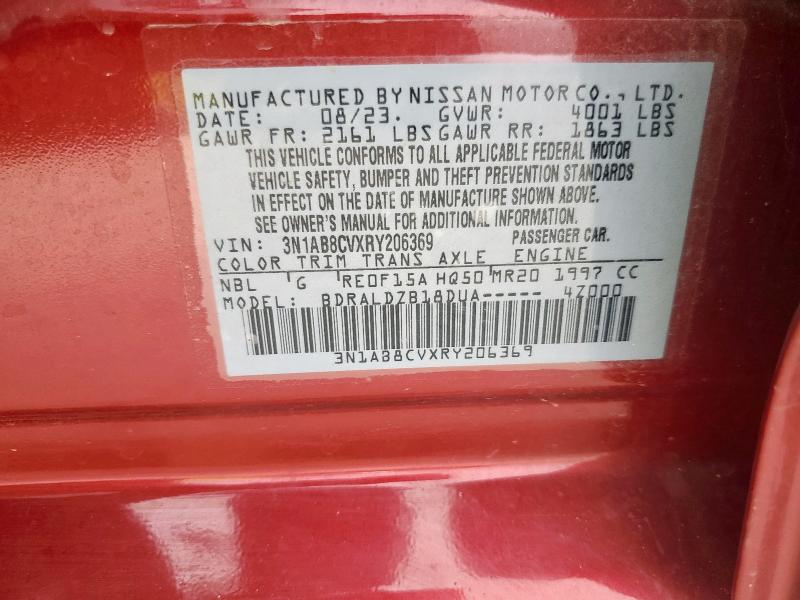 MANUFACTURED BY NISSAN MOTOR CO., LTD.
DATE: 08/23. GVWR: 4001 LBS
GAWR FR: 2161 LBS GAWR RR: 1863 LBS
THIS VEHICLE CONFORMS TO ALL APPLICABLE FEDERAL MOTOR
VEHICLE SAFETY, BUMPER AND THEFT PREVENTION STANDARDS
IN EFFECT ON THE DATE OF MANUFACTURE SHOWN ABOVE.
SEE OWNER'S MANUAL FOR ADDITIONAL INFORMATION.
VIN: 3N1AB8CVXRY206369 PASSENGER CAR.
COLOR TRIM TRANS AXLE ENGINE
NBL G RE0F15A HQ50 MR20 1997 CC
MODEL: BDRALDZB18DUA----- 4Z000
3N1AB8CVXRY206369